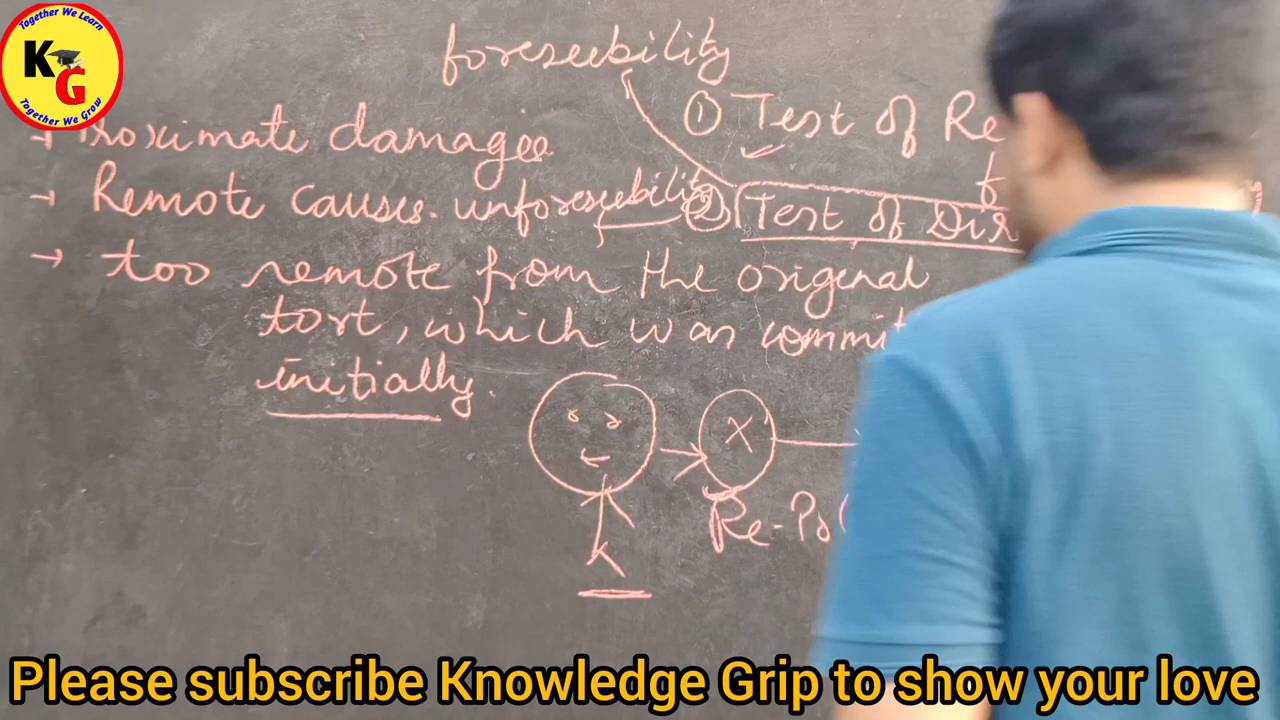 Together We Learn
KG
Together We Grow
foreseebility
→ Proximate damages
① Test of Re
→ Remote causes. unforeseebility
② Test of Dir
→ too remote from the original
tort, which was commit
initially.
X
Re-Po
Please subscribe Knowledge Grip to show your love